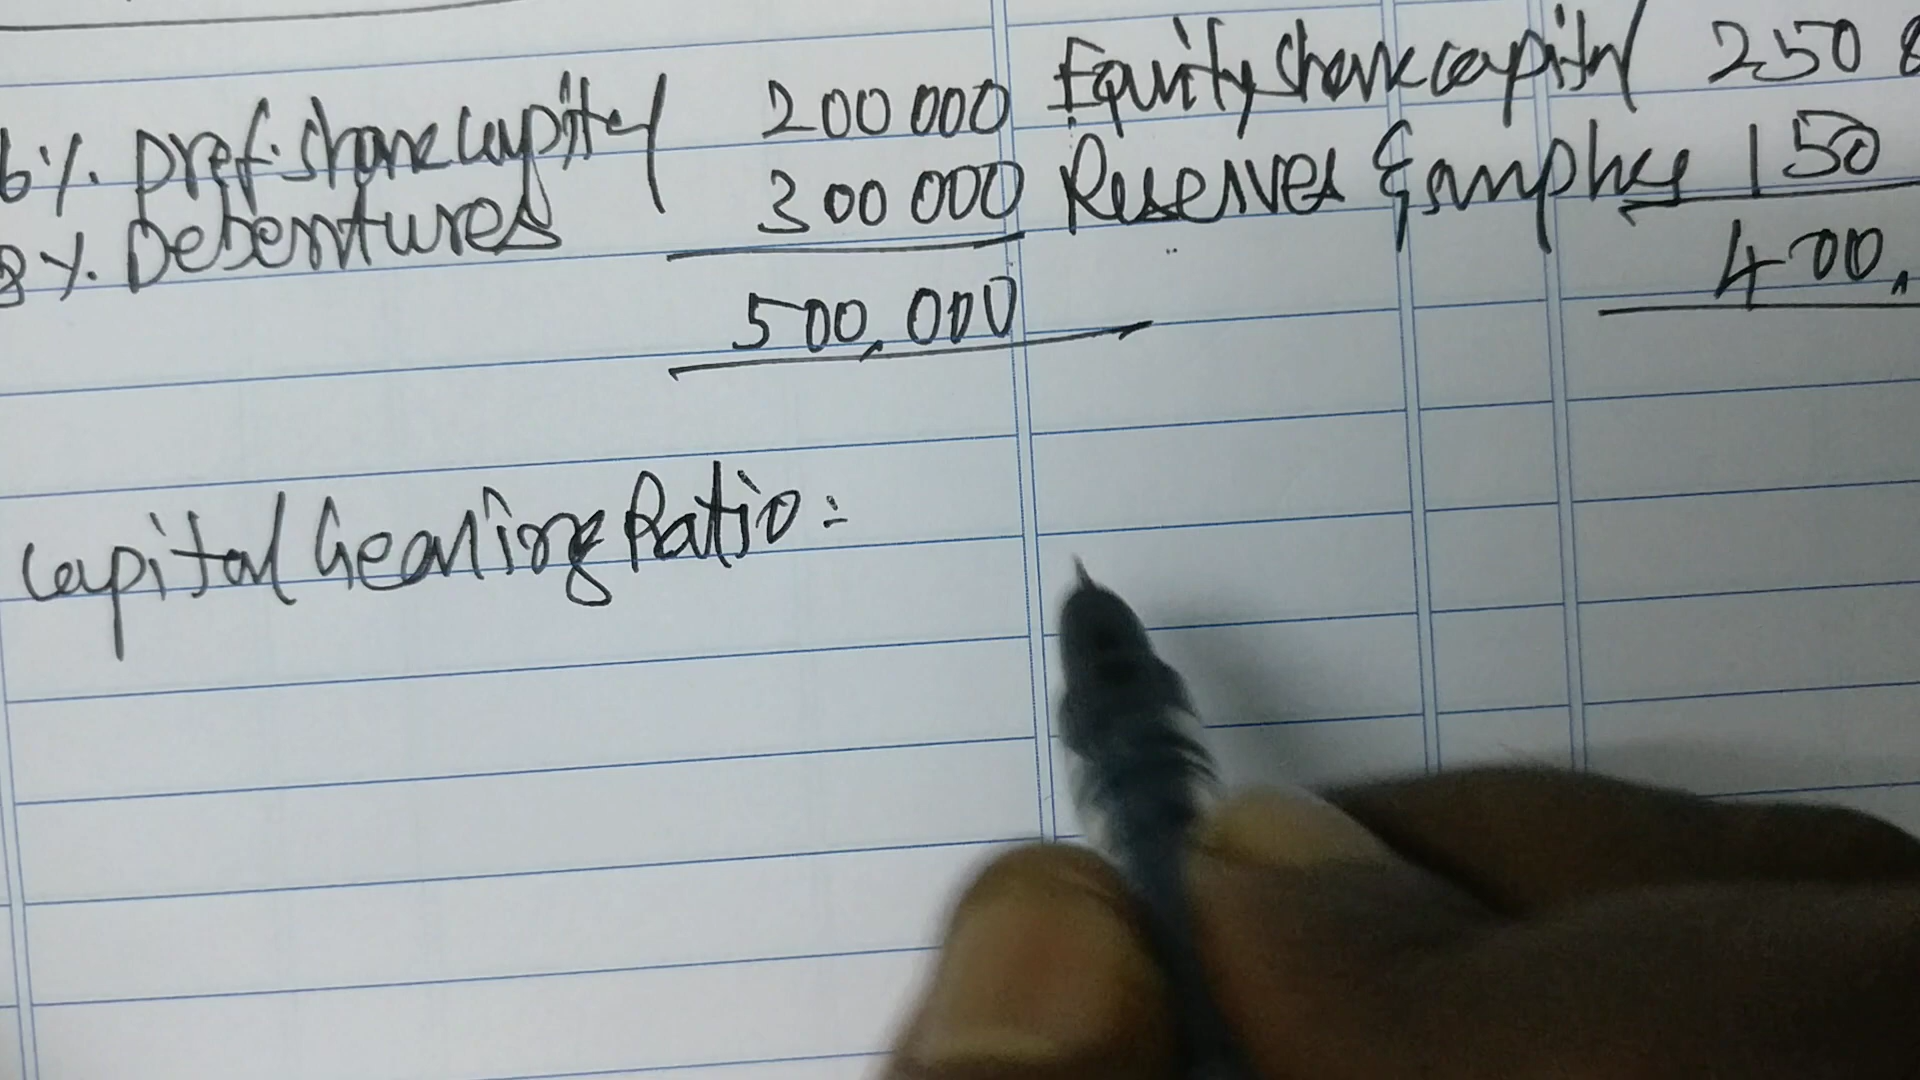 6%. pref. share capital 200 000 Equity share capital 250
8%. Debentures 300 000 Reserves & surplus 150
500,000 400,
Capital Gearing Ratio =